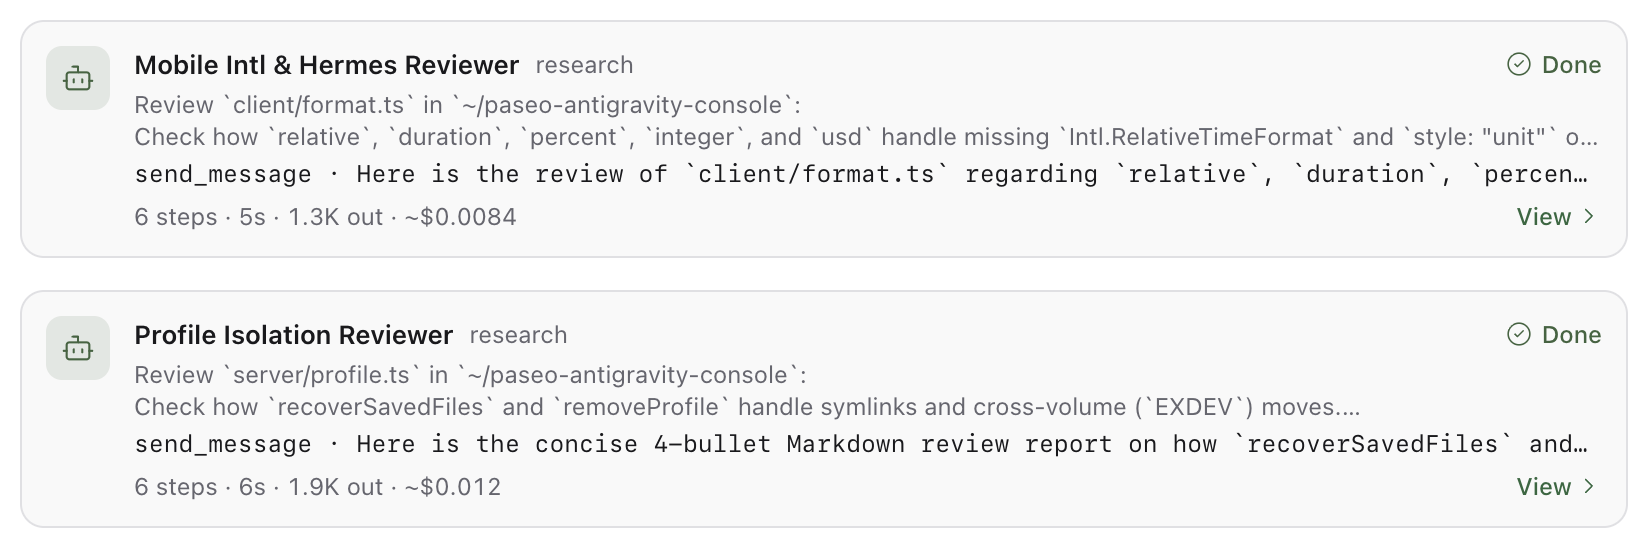 Mobile Intl & Hermes Reviewer research Done
Review `client/format.ts` in `~/paseo-antigravity-console`:
Check how `relative`, `duration`, `percent`, `integer`, and `usd` handle missing `Intl.RelativeTimeFormat` and `style: "unit"` o...
send_message · Here is the review of `client/format.ts` regarding `relative`, `duration`, `percen…
6 steps · 5s · 1.3K out · ~$0.0084 View
Profile Isolation Reviewer research Done
Review `server/profile.ts` in `~/paseo-antigravity-console`:
Check how `recoverSavedFiles` and `removeProfile` handle symlinks and cross-volume (`EXDEV`) moves....
send_message · Here is the concise 4-bullet Markdown review report on how `recoverSavedFiles` and…
6 steps · 6s · 1.9K out · ~$0.012 View